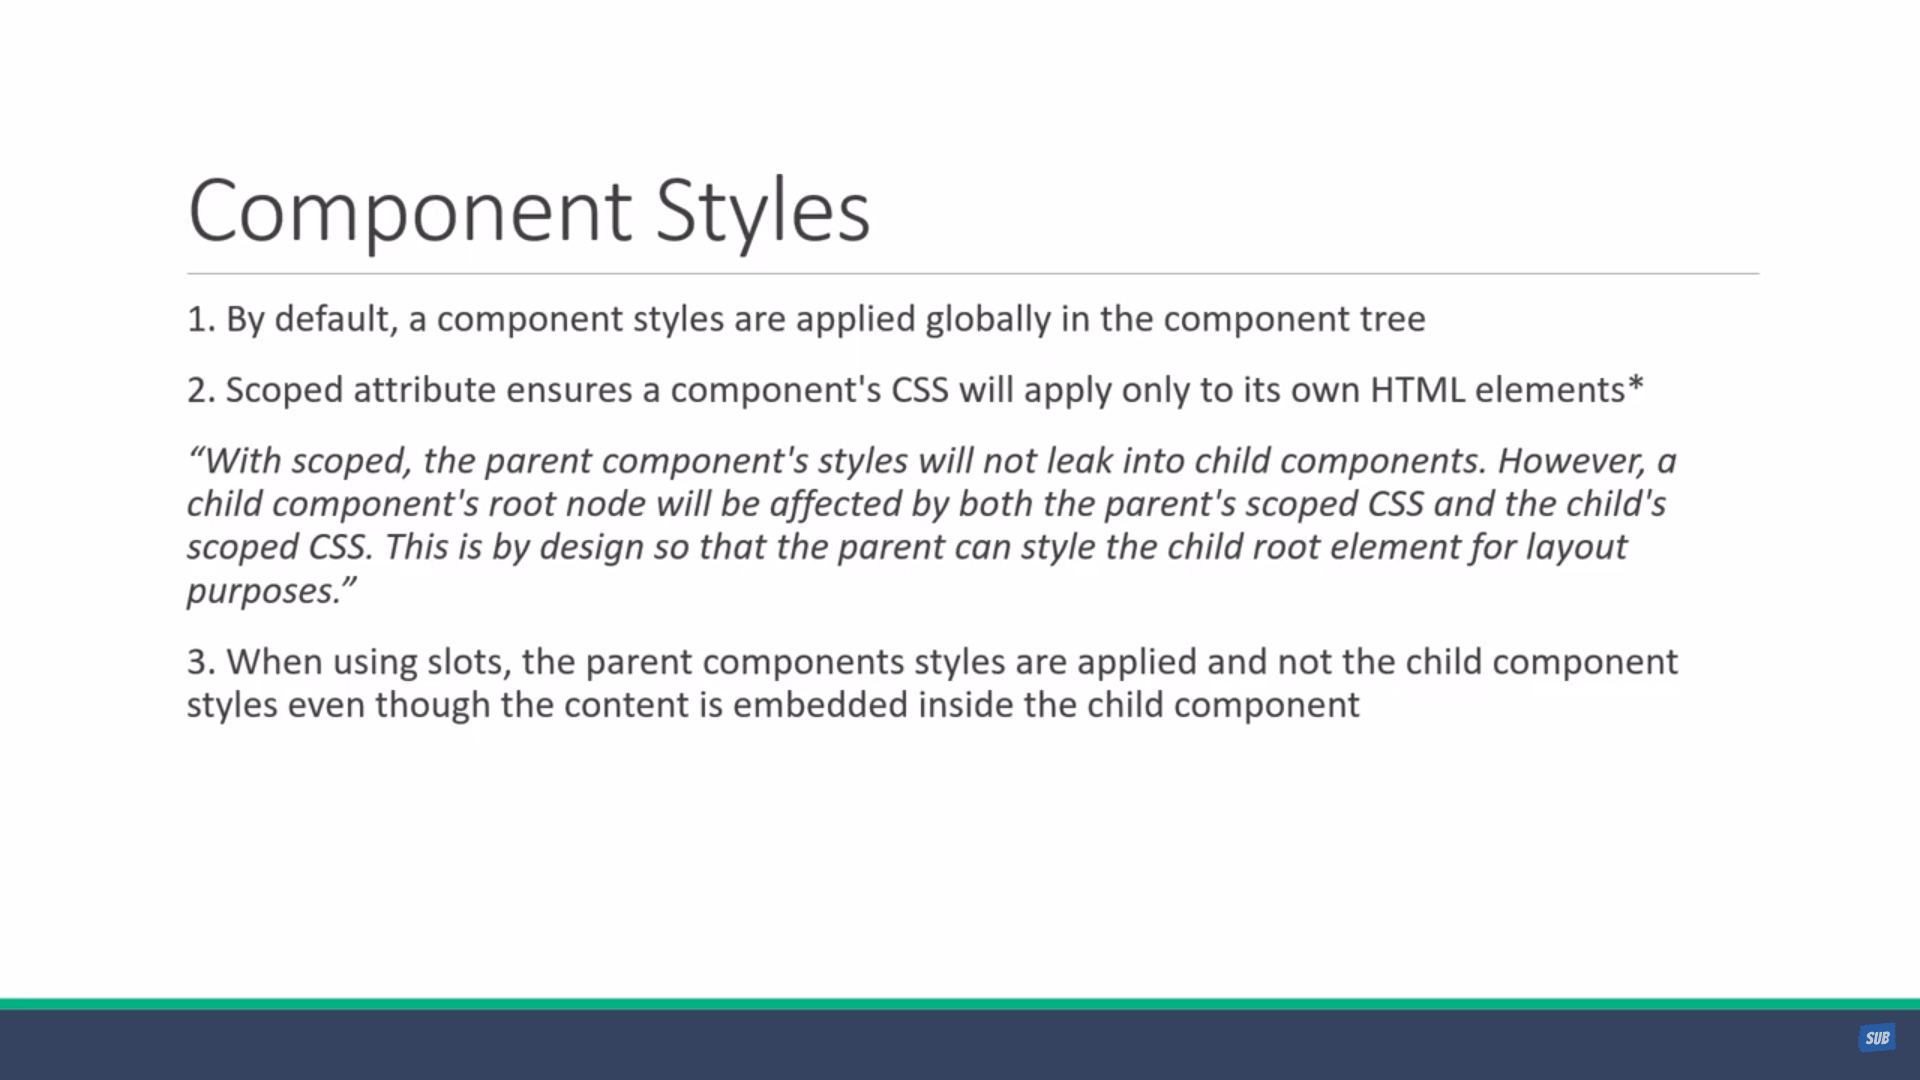 Component Styles
1. By default, a component styles are applied globally in the component tree
2. Scoped attribute ensures a component's CSS will apply only to its own HTML elements*
“With scoped, the parent component's styles will not leak into child components. However, a
child component's root node will be affected by both the parent's scoped CSS and the child's
scoped CSS. This is by design so that the parent can style the child root element for layout
purposes.”
3. When using slots, the parent components styles are applied and not the child component
styles even though the content is embedded inside the child component
SUB